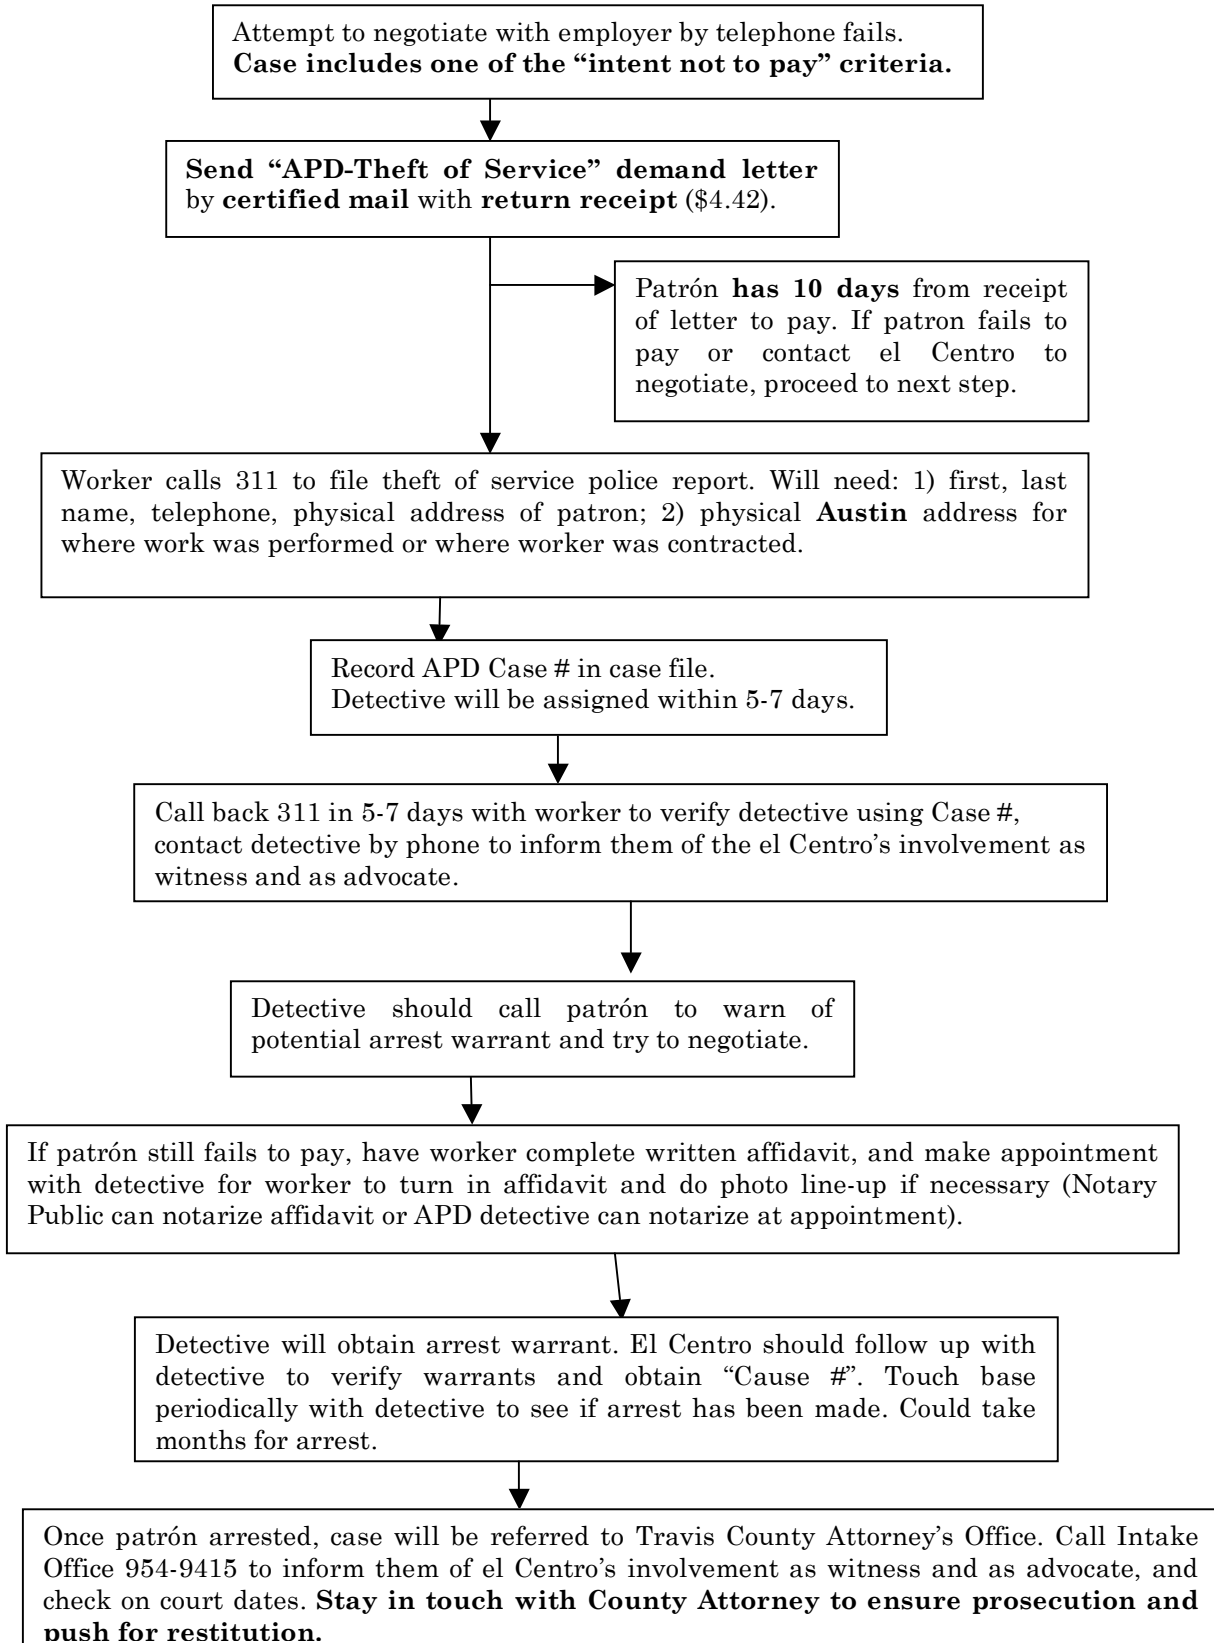 Attempt to negotiate with employer by telephone fails.
Case includes one of the “intent not to pay” criteria.
Send “APD-Theft of Service” demand letter
by certified mail with return receipt ($4.42).
Patrón has 10 days from receipt
of letter to pay. If patron fails to
pay or contact el Centro to
negotiate, proceed to next step.
Worker calls 311 to file theft of service police report. Will need: 1) first, last
name, telephone, physical address of patron; 2) physical Austin address for
where work was performed or where worker was contracted.
Record APD Case # in case file.
Detective will be assigned within 5-7 days.
Call back 311 in 5-7 days with worker to verify detective using Case #,
contact detective by phone to inform them of the el Centro’s involvement as
witness and as advocate.
Detective should call patrón to warn of
potential arrest warrant and try to negotiate.
If patrón still fails to pay, have worker complete written affidavit, and make appointment
with detective for worker to turn in affidavit and do photo line-up if necessary (Notary
Public can notarize affidavit or APD detective can notarize at appointment).
Detective will obtain arrest warrant. El Centro should follow up with
detective to verify warrants and obtain “Cause #”. Touch base
periodically with detective to see if arrest has been made. Could take
months for arrest.
Once patrón arrested, case will be referred to Travis County Attorney’s Office. Call Intake
Office 954-9415 to inform them of el Centro’s involvement as witness and as advocate, and
check on court dates. Stay in touch with County Attorney to ensure prosecution and
push for restitution.